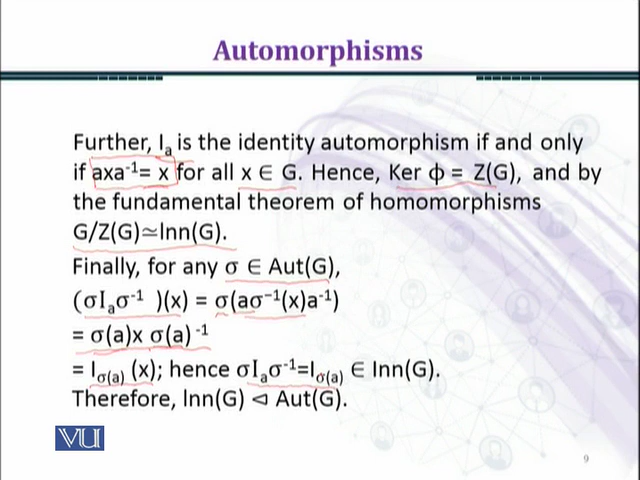 Automorphisms
Further, Iₐ is the identity automorphism if and only
if axa⁻¹= x for all x ∈ G. Hence, Ker ϕ = Z(G), and by
the fundamental theorem of homomorphisms
G/Z(G)≃Inn(G).
Finally, for any σ ∈ Aut(G),
(σIₐσ⁻¹ )(x) = σ(aσ⁻¹(x)a⁻¹)
= σ(a)x σ(a) ⁻¹
= I_σ(a) (x); hence σIₐσ⁻¹=I_σ(a) ∈ Inn(G).
Therefore, Inn(G) ⊲ Aut(G).
VU
9